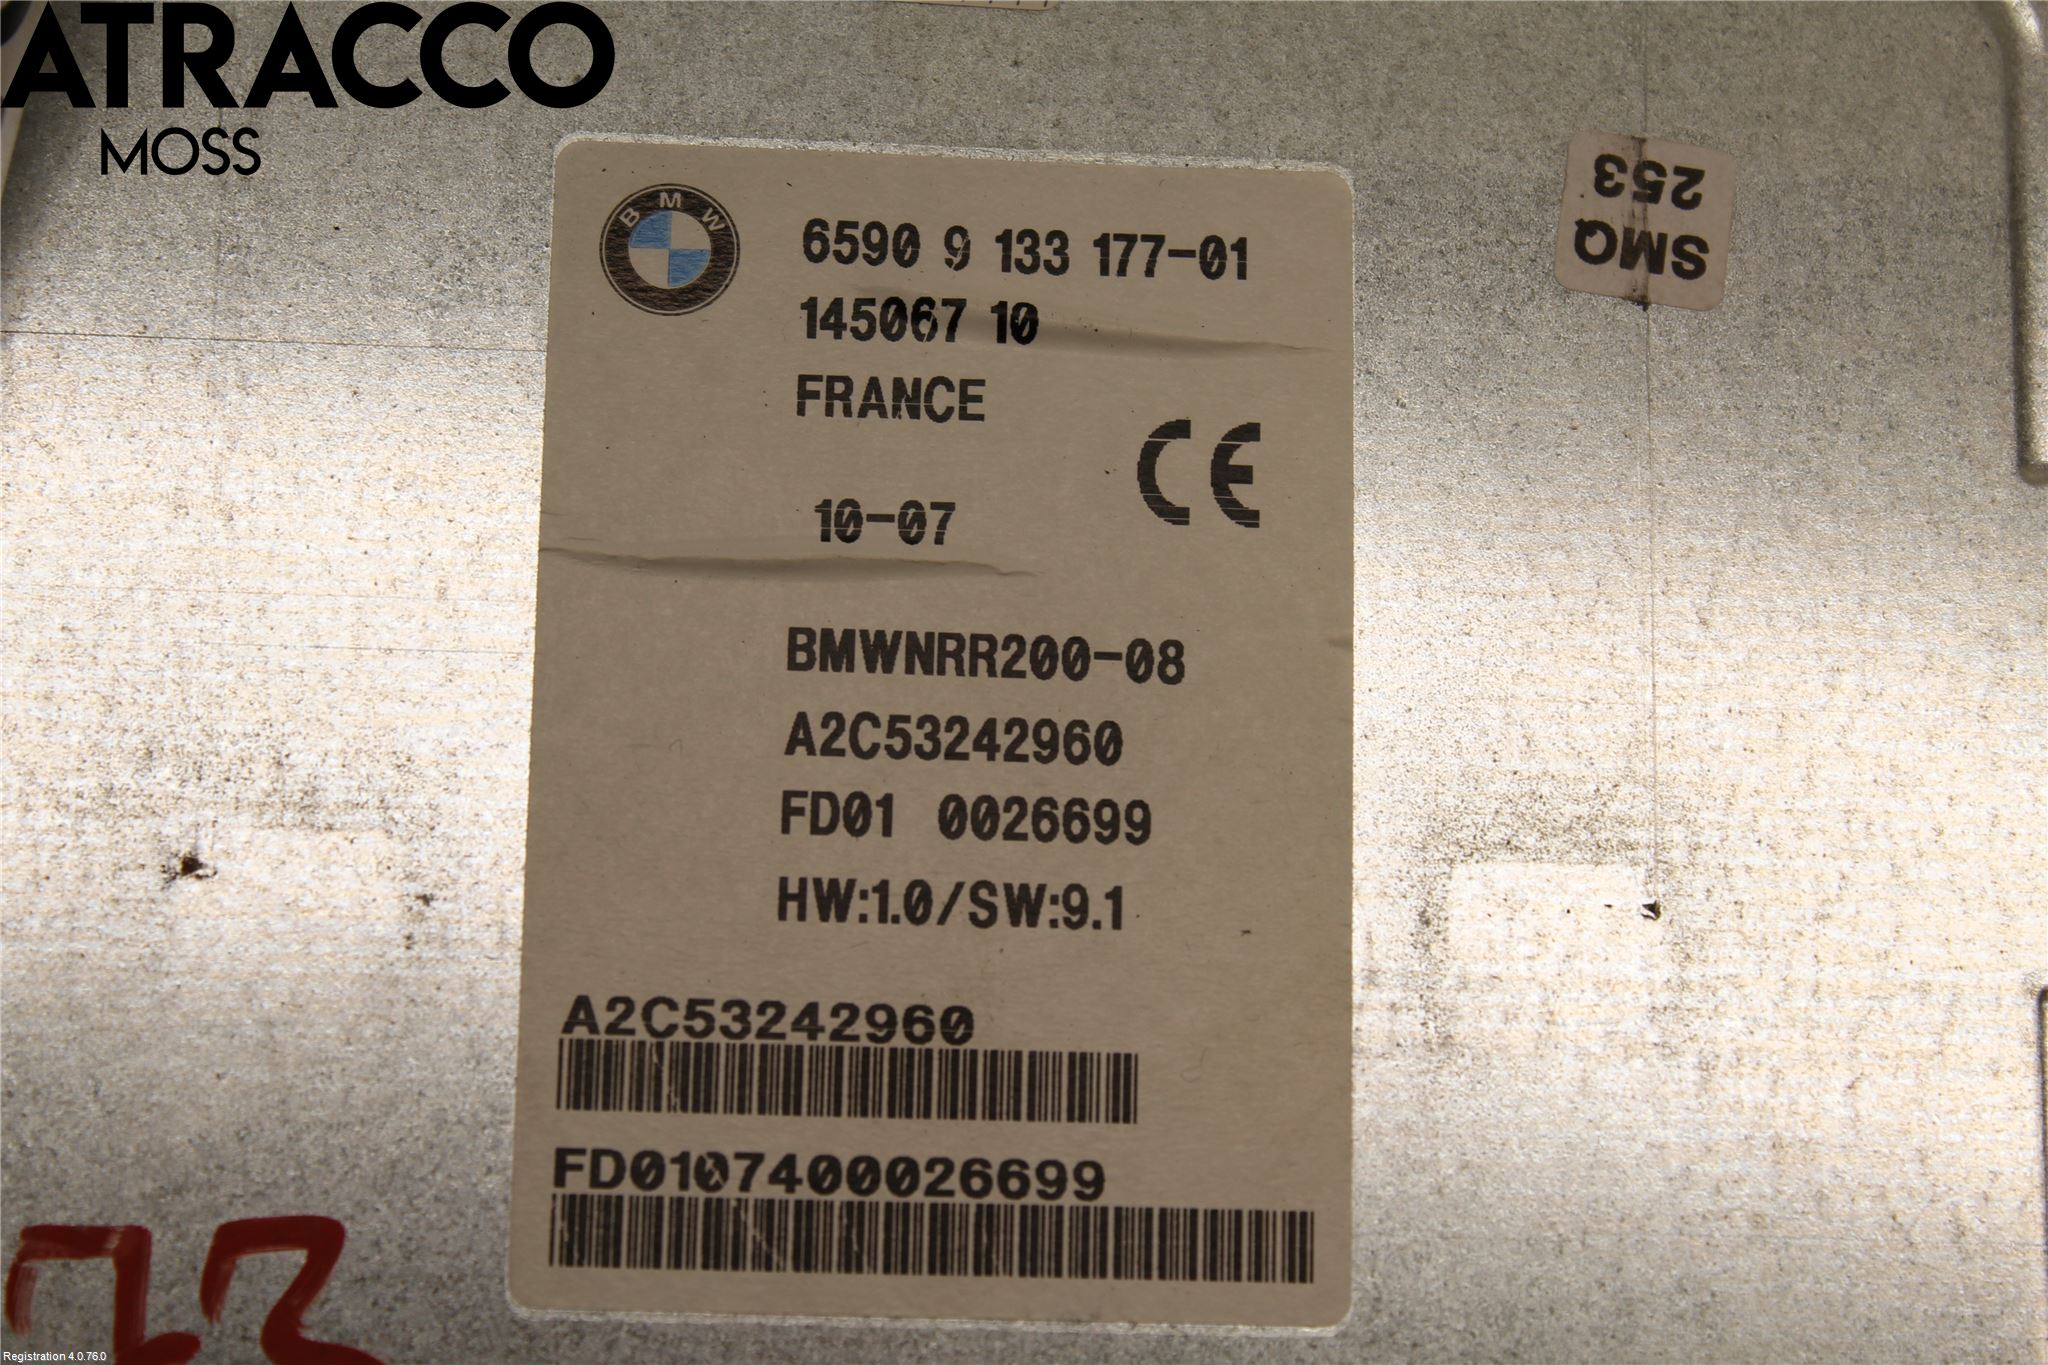 ATRACCO
MOSS
BMW
6590 9 133 177-01
145067 10
FRANCE
CE
10-07
BMWNRR200-08
A2C53242960
FD01 0026699
HW:1.0/SW:9.1
A2C53242960
FD0107400026699
SMQ
253
Registration 4.0.76.0